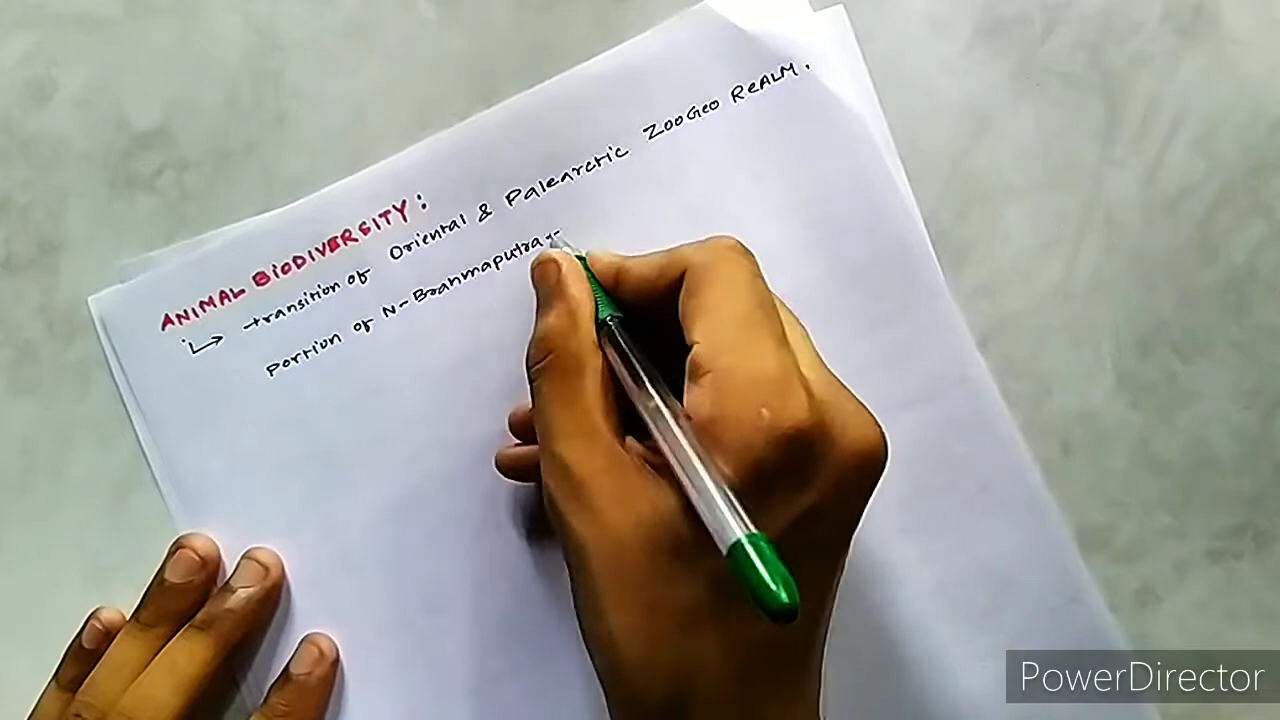 ANIMAL BIODIVERSITY:
transition of Oriental & Palearctic ZooGeo ReALM.
portion of N-Brahmaputra-
PowerDirector